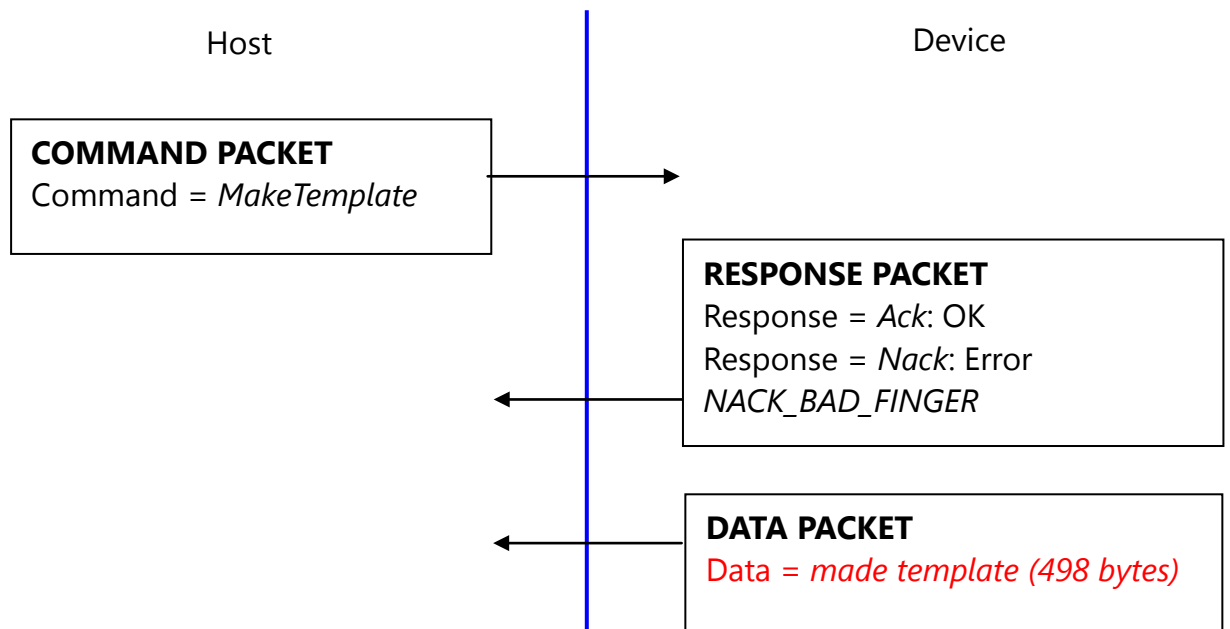 Host
Device
COMMAND PACKET
Command = MakeTemplate
RESPONSE PACKET
Response = Ack: OK
Response = Nack: Error
NACK_BAD_FINGER
DATA PACKET
Data = made template (498 bytes)